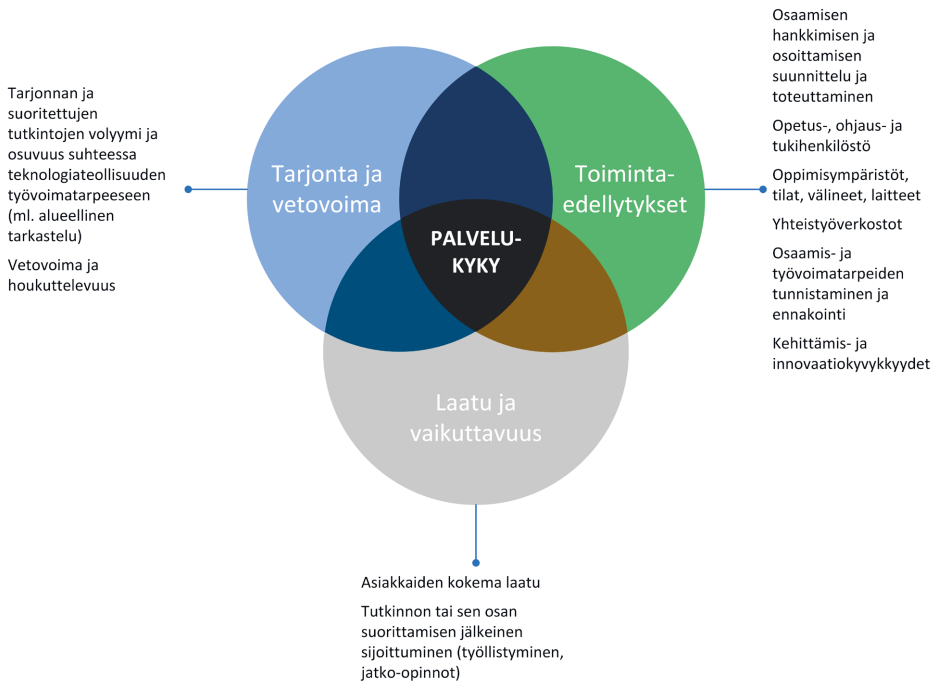 Tarjonnan ja
suoritettujen
tutkintojen volyymi ja
osuvuus suhteessa
teknologiateollisuuden
työvoimatarpeeseen
(ml. alueellinen
tarkastelu)
Vetovoima ja
houkuttelevuus
Tarjonta ja
vetovoima
Toiminta-
edellytykset
PALVELU-
KYKY
Laatu ja
vaikuttavuus
Osaamisen
hankkimisen ja
osoittamisen
suunnittelu ja
toteuttaminen
Opetus-, ohjaus- ja
tukihenkilöstö
Oppimisympäristöt,
tilat, välineet, laitteet
Yhteistyöverkostot
Osaamis- ja
työvoimatarpeiden
tunnistaminen ja
ennakointi
Kehittämis- ja
innovaatiokyvykkyydet
Asiakkaiden kokema laatu
Tutkinnon tai sen osan
suorittamisen jälkeinen
sijoittuminen (työllistyminen,
jatko-opinnot)